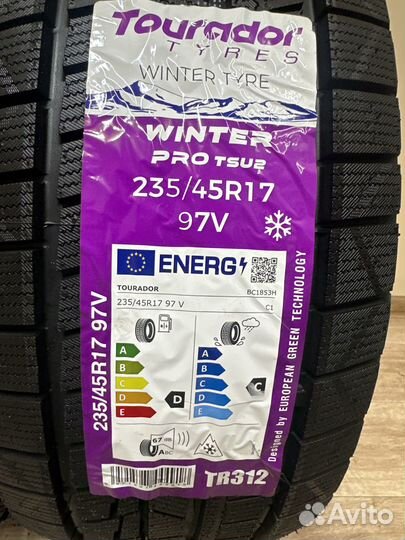 Tourador
TYRES
WINTER TYRE
WINTER
PRO TSU2
235/45R17
97V
ENERG
TOURADOR
BC1853H
235/45R17 97 V
C1
A
B
C
D
E
D
A
B
C
D
E
C
67 dB
ABC
TR312
235/45R17 97V
Designed by EUROPEAN GREEN TECHNOLOGY
Avito